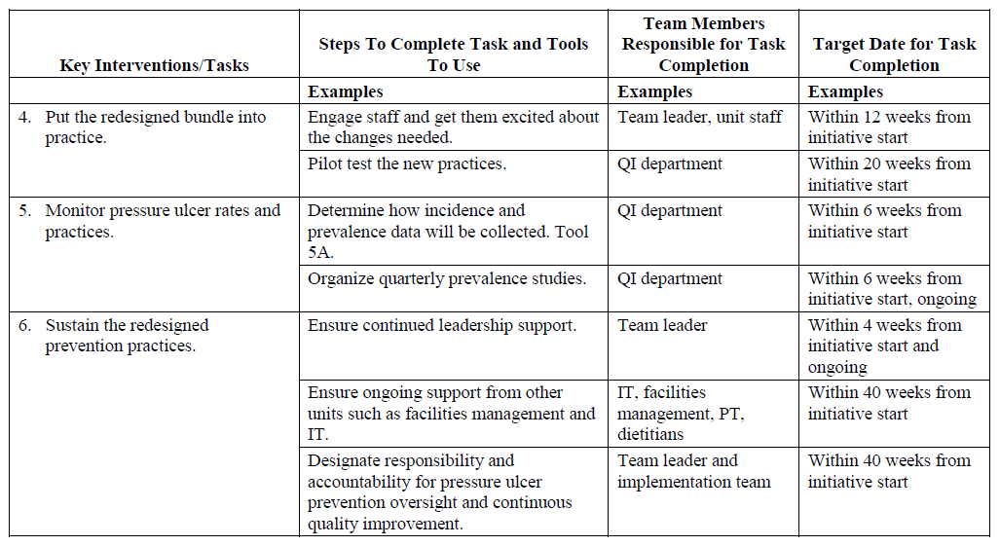 Key Interventions/Tasks
Steps To Complete Task and Tools
To Use
Team Members
Responsible for Task
Completion
Target Date for Task
Completion
Examples
Examples
Examples
4. Put the redesigned bundle into
practice.
Engage staff and get them excited about
the changes needed.
Team leader, unit staff
Within 12 weeks from
initiative start
Pilot test the new practices.
QI department
Within 20 weeks from
initiative start
5. Monitor pressure ulcer rates and
practices.
Determine how incidence and
prevalence data will be collected. Tool
5A.
QI department
Within 6 weeks from
initiative start
Organize quarterly prevalence studies.
QI department
Within 6 weeks from
initiative start, ongoing
6. Sustain the redesigned
prevention practices.
Ensure continued leadership support.
Team leader
Within 4 weeks from
initiative start and
ongoing
Ensure ongoing support from other
units such as facilities management and
IT.
IT, facilities
management, PT,
dietitians
Within 40 weeks from
initiative start
Designate responsibility and
accountability for pressure ulcer
prevention oversight and continuous
quality improvement.
Team leader and
implementation team
Within 40 weeks from
initiative start